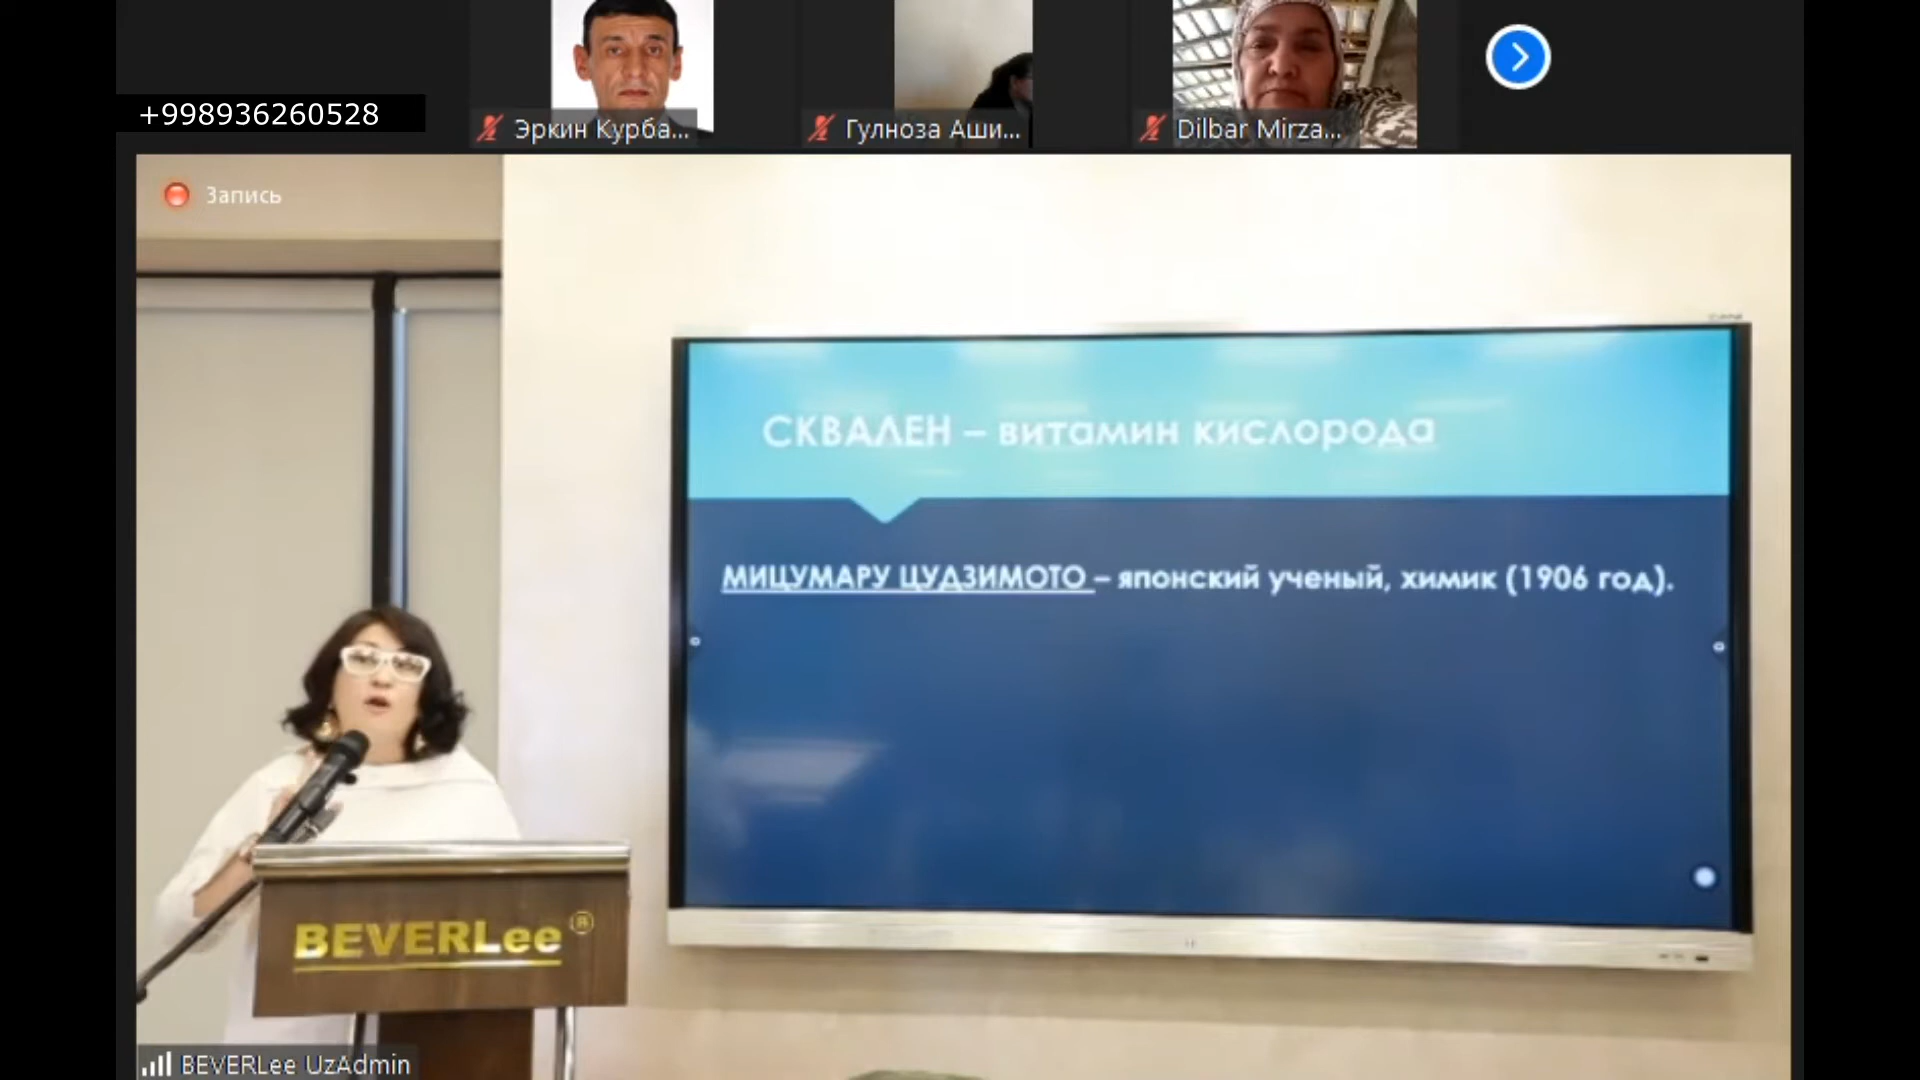 +998936260528
Эркин Курба...
Гулноза Аши...
Dilbar Mirza...
Запись
СКВАЛЕН – витамин кислорода
МИЦУМАРУ ЦУДЗИМОТО – японский ученый, химик (1906 год).
BEVERLee ®
BEVERLee UzAdmin